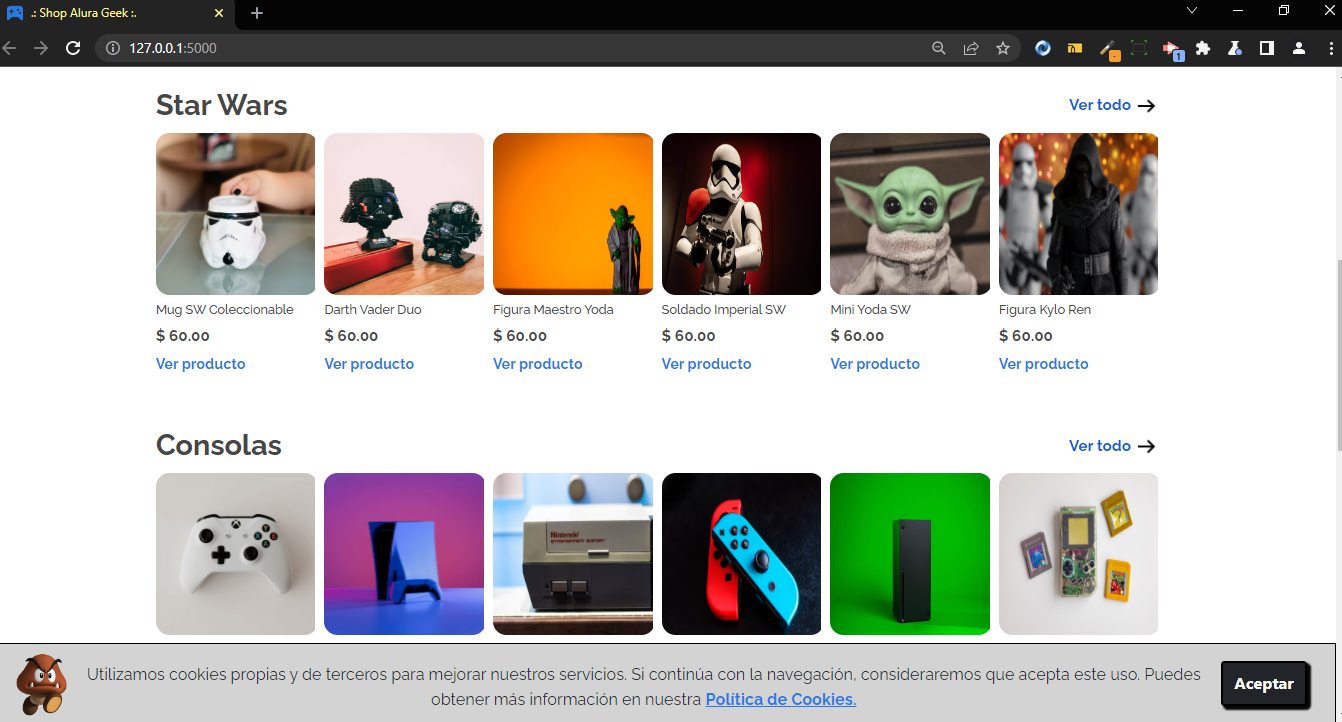 .: Shop Alura Geek :.
127.0.0.1:5000
1
Star Wars
Ver todo
Mug SW Coleccionable
Darth Vader Duo
Figura Maestro Yoda
Soldado Imperial SW
Mini Yoda SW
Figura Kylo Ren
$ 60.00
$ 60.00
$ 60.00
$ 60.00
$ 60.00
$ 60.00
Ver producto
Ver producto
Ver producto
Ver producto
Ver producto
Ver producto
Consolas
Ver todo
Nintendo
ENTERTAINMENT SYSTEM
Utilizamos cookies propias y de terceros para mejorar nuestros servicios. Si continúa con la navegación, consideraremos que acepta este uso. Puedes
obtener más información en nuestra Política de Cookies.
Aceptar